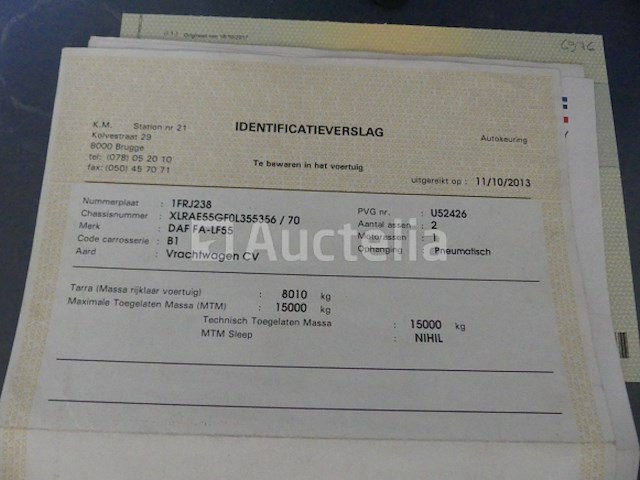 6976
K.M. Station nr 21
Kolvestraat 29
8000 Brugge
tel: (078) 05 20 10
fax: (050) 45 70 71
IDENTIFICATIEVERSLAG
Autokeuring
Te bewaren in het voertuig
uitgereikt op : 11/10/2013
Nummerplaat : 1FRJ238
Chassisnummer : XLRAE55GF0L355356 / 70
Merk : DAF FA-LF55
Code carrosserie : B1
Aard : Vrachtwagen CV
PVG nr. : U52426
Aantal assen : 2
Motorassen : 1
Ophanging : Pneumatisch
Auctelia
Tarra (Massa rijklaar voertuig) : 8010 kg
Maximale Toegelaten Massa (MTM) : 15000 kg
Technisch Toegelaten Massa : 15000 kg
MTM Sleep : NIHIL